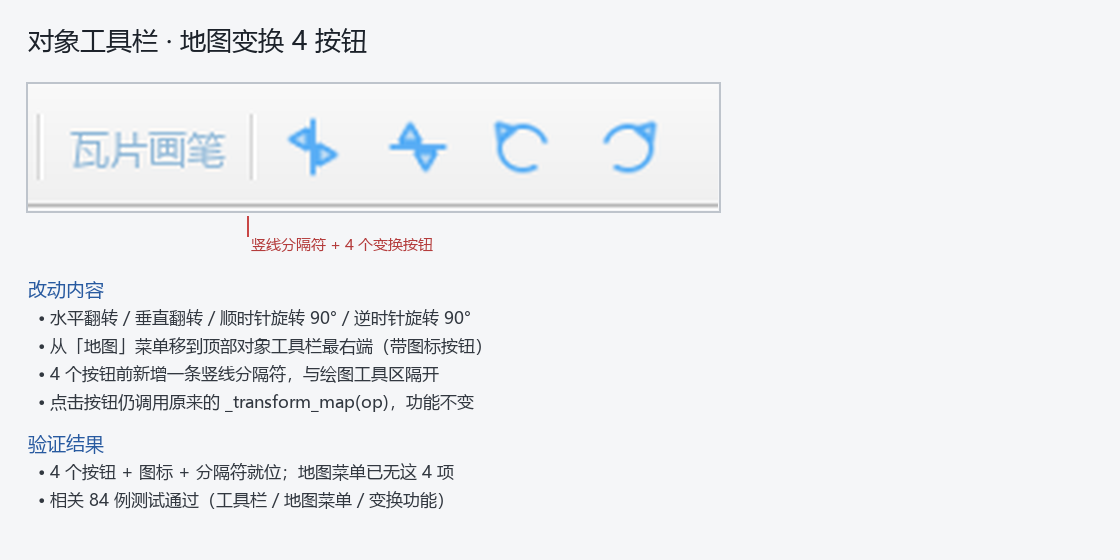 对象工具栏 · 地图变换 4 按钮
瓦片画笔
竖线分隔符 + 4 个变换按钮
改动内容
• 水平翻转 / 垂直翻转 / 顺时针旋转 90° / 逆时针旋转 90°
• 从「地图」菜单移到顶部对象工具栏最右端（带图标按钮）
• 4 个按钮前新增一条竖线分隔符，与绘图工具区隔开
• 点击按钮仍调用原来的 _transform_map(op)，功能不变
验证结果
• 4 个按钮 + 图标 + 分隔符就位；地图菜单已无这 4 项
• 相关 84 例测试通过（工具栏 / 地图菜单 / 变换功能）